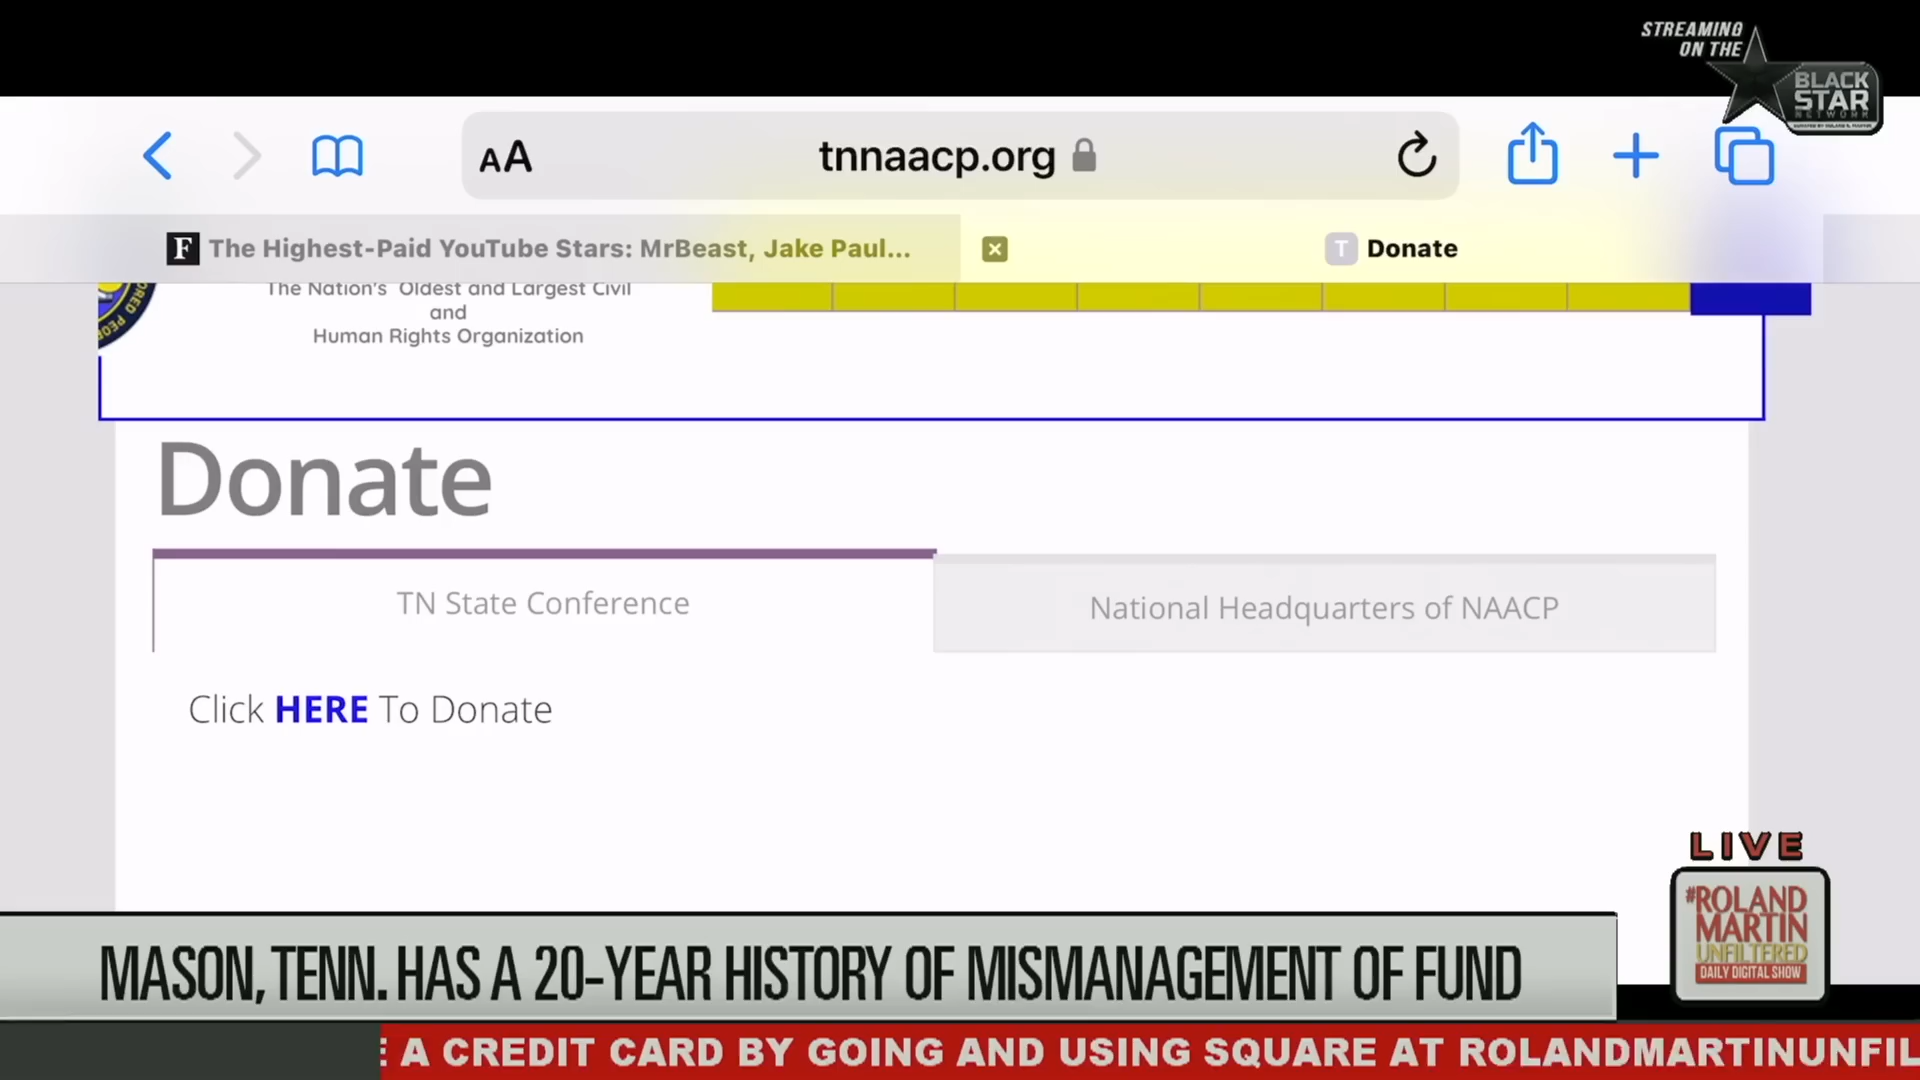 STREAMING
ON THE
BLACK
STAR
NETWORK
AA
tnnaacp.org
F The Highest-Paid YouTube Stars: MrBeast, Jake Paul...
T Donate
ORED PEOP
The Nation's Oldest and Largest Civil
and
Human Rights Organization
Donate
TN State Conference
National Headquarters of NAACP
Click HERE To Donate
LIVE
#ROLAND
MARTIN
UNFILTERED
DAILY DIGITAL SHOW
MASON, TENN. HAS A 20-YEAR HISTORY OF MISMANAGEMENT OF FUND
E A CREDIT CARD BY GOING AND USING SQUARE AT ROLANDMARTINUNFIL